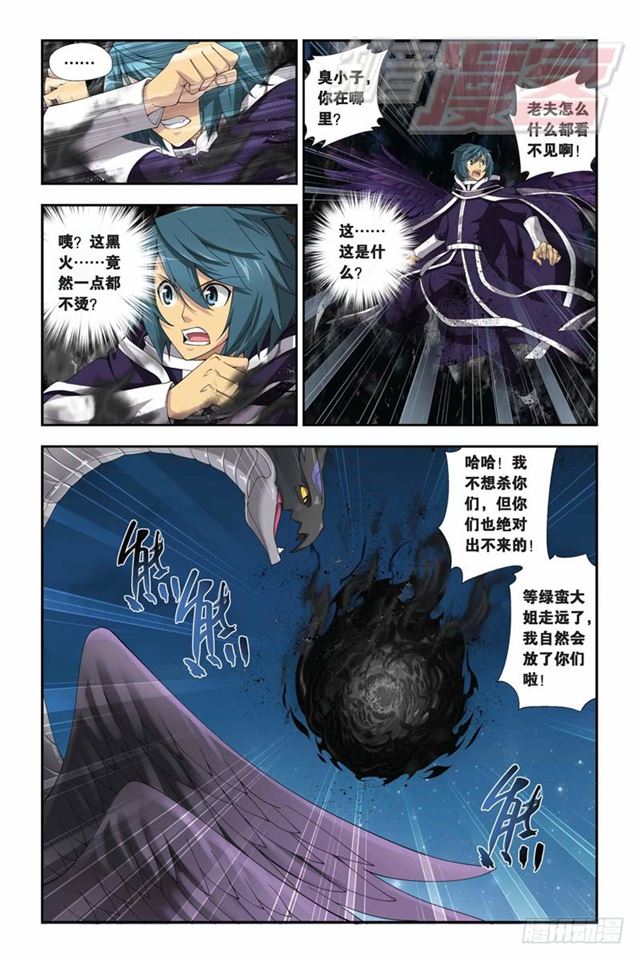 ……
臭小子，
你在哪
里？
老夫怎么
什么都看
不见啊！
这……
这是什
么？
咦？这黑
火……竟
然一点都
不烫？
哈哈！我
不想杀你
们，但你
们也绝对
出不来的！
等绿蛮大
姐走远了，
我自然会
放了你们
啦！
熊
熊
熊
腾讯动漫